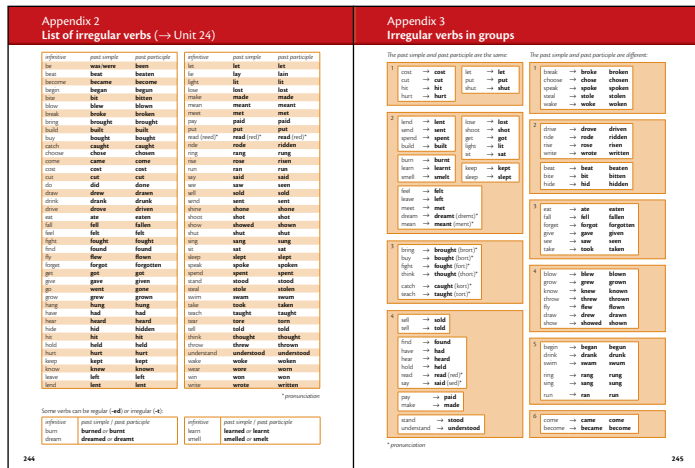 Appendix 2
List of irregular verbs (→ Unit 24)
infinitive past simple past participle
be was/were been
beat beat beaten
become became become
begin began begun
bite bit bitten
blow blew blown
break broke broken
bring brought brought
build built built
buy bought bought
catch caught caught
choose chose chosen
come came come
cost cost cost
cut cut cut
do did done
draw drew drawn
drink drank drunk
drive drove driven
eat ate eaten
fall fell fallen
feel felt felt
fight fought fought
find found found
fly flew flown
forget forgot forgotten
get got got
give gave given
go went gone
grow grew grown
hang hung hung
have had had
hear heard heard
hide hid hidden
hit hit hit
hold held held
hurt hurt hurt
keep kept kept
know knew known
leave left left
lend lent lent
infinitive past simple past participle
let let let
lie lay lain
light lit lit
lose lost lost
make made made
mean meant meant
meet met met
pay paid paid
put put put
read (reed)* read (red)* read (red)*
ride rode ridden
ring rang rung
rise rose risen
run ran run
say said said
see saw seen
sell sold sold
send sent sent
shine shone shone
shoot shot shot
show showed shown
shut shut shut
sing sang sung
sit sat sat
sleep slept slept
speak spoke spoken
spend spent spent
stand stood stood
steal stole stolen
swim swam swum
take took taken
teach taught taught
tear tore torn
tell told told
think thought thought
throw threw thrown
understand understood understood
wake woke woken
wear wore worn
win won won
write wrote written
* pronunciation
Some verbs can be regular (-ed) or irregular (-t):
infinitive past simple / past participle
burn burned or burnt
dream dreamed or dreamt
infinitive past simple / past participle
learn learned or learnt
smell smelled or smelt
244
Appendix 3
Irregular verbs in groups
The past simple and past participle are the same:
1
cost → cost
cut → cut
hit → hit
hurt → hurt
let → let
put → put
shut → shut
2
lend → lent
send → sent
spend → spent
build → built
lose → lost
shoot → shot
get → got
light → lit
sit → sat
burn → burnt
learn → learnt
smell → smelt
keep → kept
sleep → slept
feel → felt
leave → left
meet → met
dream → dreamt (dremt)*
mean → meant (ment)*
3
bring → brought (brort)*
buy → bought (bort)*
fight → fought (fort)*
think → thought (thort)*
catch → caught (kort)*
teach → taught (tort)*
4
sell → sold
tell → told
find → found
have → had
hear → heard
hold → held
read → read (red)*
say → said (sed)*
pay → paid
make → made
stand → stood
understand → understood
* pronunciation
The past simple and past participle are different:
1
break → broke broken
choose → chose chosen
speak → spoke spoken
steal → stole stolen
wake → woke woken
2
drive → drove driven
ride → rode ridden
rise → rose risen
write → wrote written
beat → beat beaten
bite → bit bitten
hide → hid hidden
3
eat → ate eaten
fall → fell fallen
forget → forgot forgotten
give → gave given
see → saw seen
take → took taken
4
blow → blew blown
grow → grew grown
know → knew known
throw → threw thrown
fly → flew flown
draw → drew drawn
show → showed shown
5
begin → began begun
drink → drank drunk
swim → swam swum
ring → rang rung
sing → sang sung
run → ran run
6
come → came come
become → became become
245